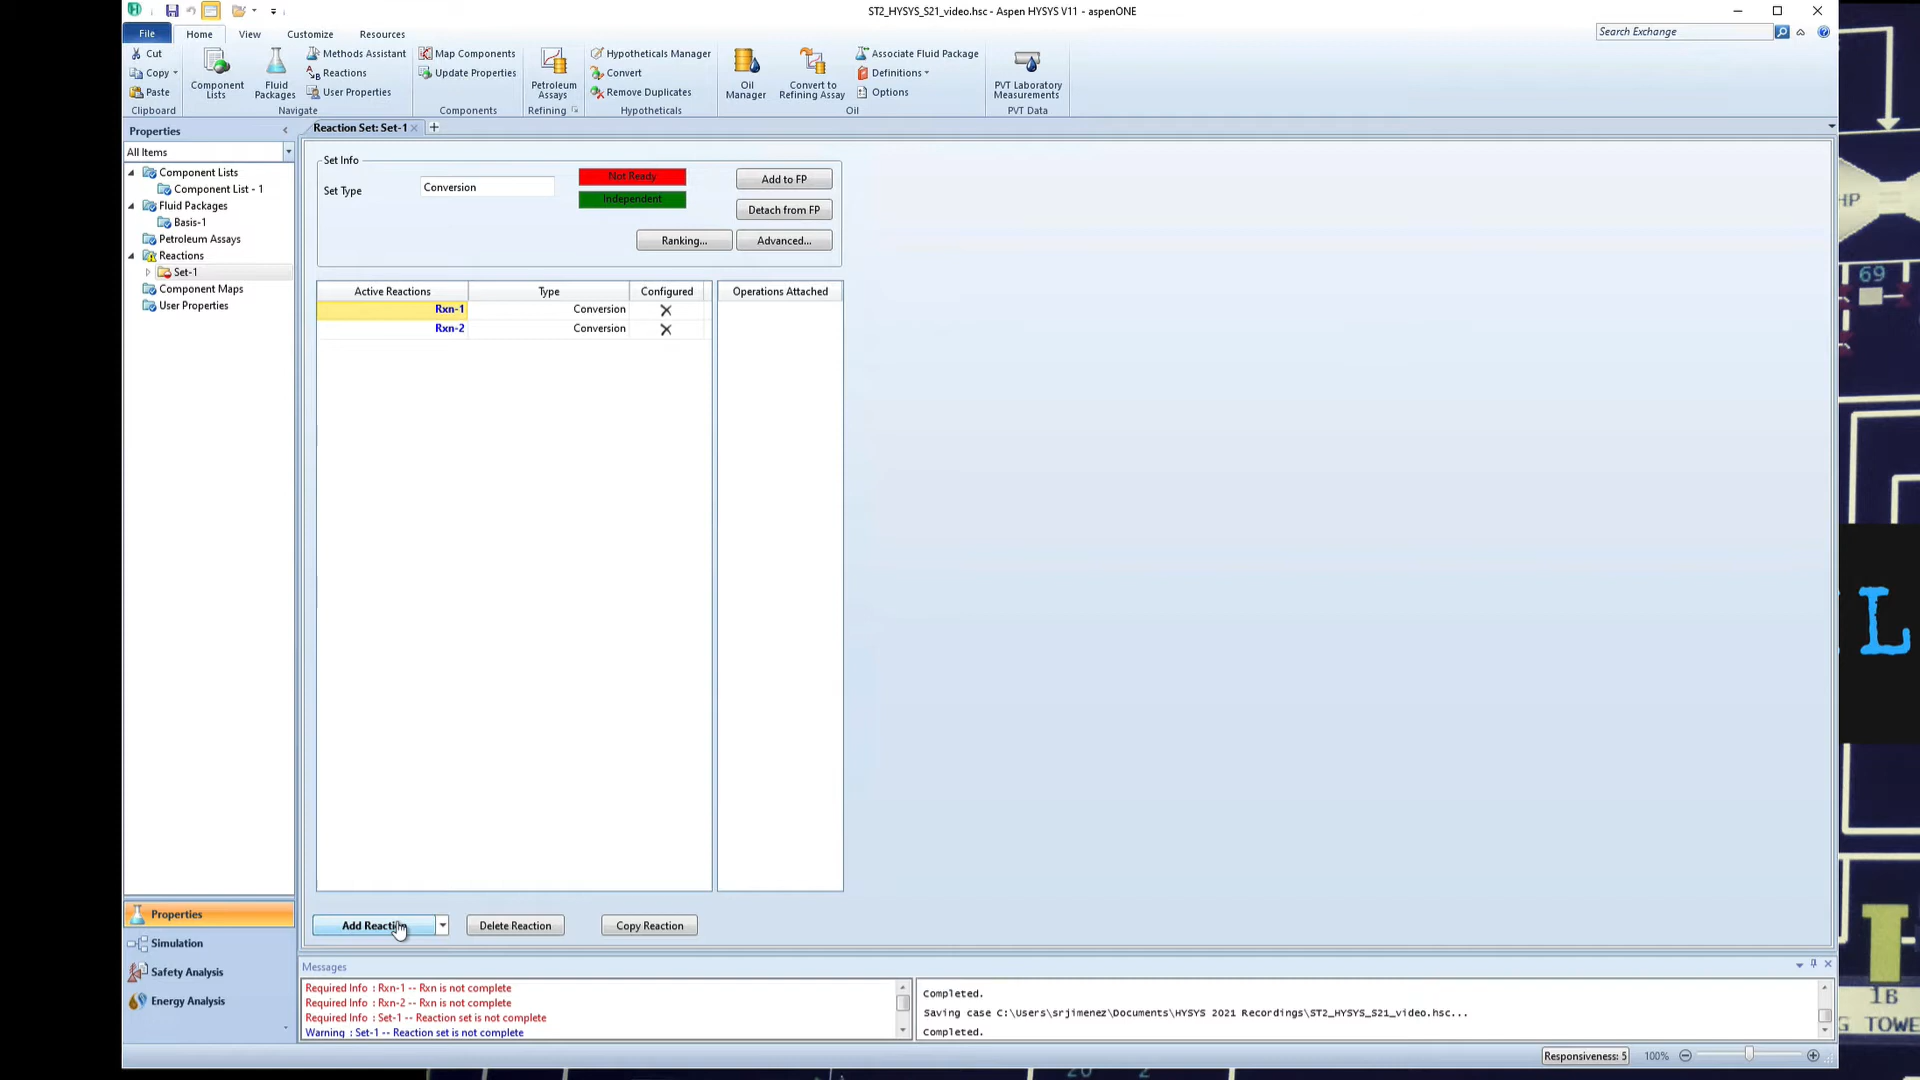 ST2_HYSYS_S21_video.hsc - Aspen HYSYS V11 - aspenONE
File
Home
View
Customize
Resources
Search Exchange
Cut
Copy
Paste
Clipboard
Component Lists
Fluid Packages
Methods Assistant
Reactions
User Properties
Navigate
Map Components
Update Properties
Components
Petroleum Assays
Refining
Hypotheticals Manager
Convert
Remove Duplicates
Hypotheticals
Oil Manager
Convert to Refining Assay
Associate Fluid Package
Definitions
Options
Oil
PVT Laboratory Measurements
PVT Data
Properties
All Items
Component Lists
Component List - 1
Fluid Packages
Basis-1
Petroleum Assays
Reactions
Set-1
Component Maps
User Properties
Properties
Simulation
Safety Analysis
Energy Analysis
Reaction Set: Set-1
Set Info
Set Type
Conversion
Not Ready
Independent
Add to FP
Detach from FP
Ranking...
Advanced...
Active Reactions Type Configured
Rxn-1 Conversion
Rxn-2 Conversion
Operations Attached
Add Reaction
Delete Reaction
Copy Reaction
Messages
Required Info : Rxn-1 -- Rxn is not complete
Required Info : Rxn-2 -- Rxn is not complete
Required Info : Set-1 -- Reaction set is not complete
Warning : Set-1 -- Reaction set is not complete
Completed.
Saving case C:\Users\srjimenez\Documents\HYSYS 2021 Recordings\ST2_HYSYS_S21_video.hsc...
Completed.
Responsiveness: 5
100%
HP
69
L
1B
TOWE
20
2